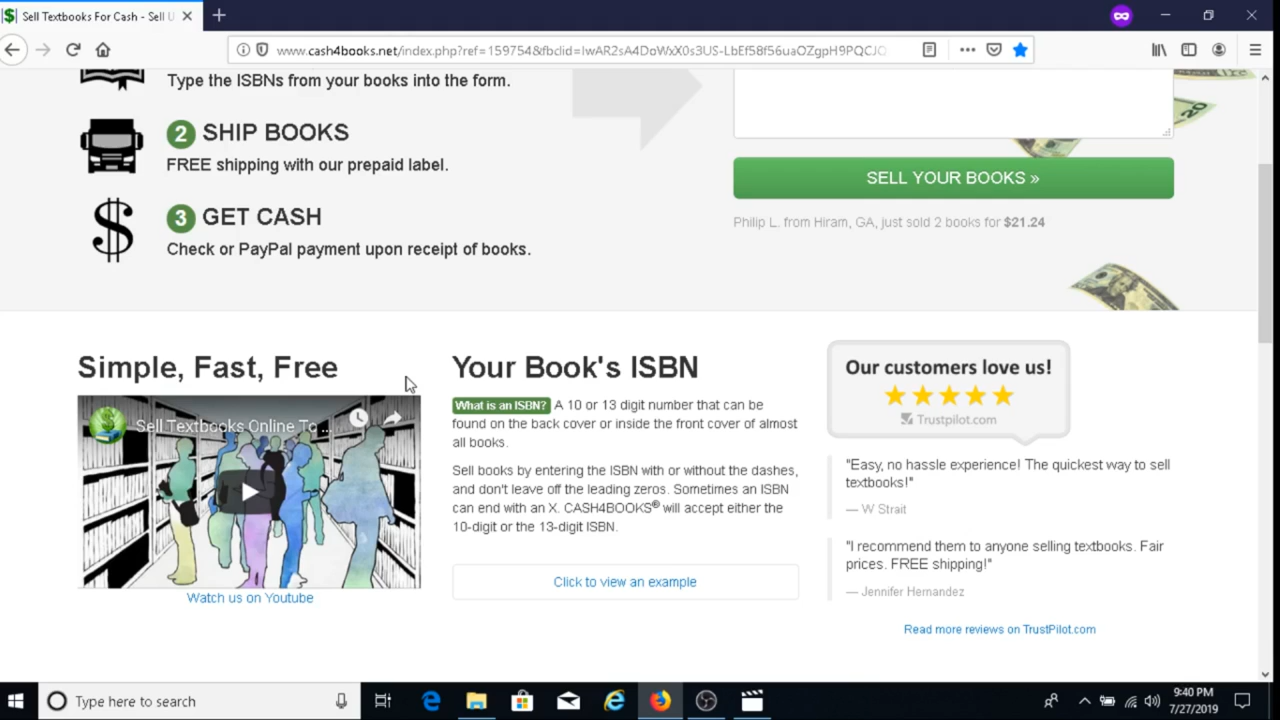 Sell Textbooks For Cash - Sell U
www.cash4books.net/index.php?ref=159754&fbclid=IwAR2sA4DoWxX0s3US-LbEf58f56uaOZgpH9PQCJC
Type the ISBNs from your books into the form.
2 SHIP BOOKS
FREE shipping with our prepaid label.
3 GET CASH
Check or PayPal payment upon receipt of books.
20
SELL YOUR BOOKS »
Philip L. from Hiram, GA, just sold 2 books for $21.24
Simple, Fast, Free
Sell Textbooks Online To ...
Watch us on Youtube
Your Book's ISBN
What is an ISBN? A 10 or 13 digit number that can be
found on the back cover or inside the front cover of almost
all books.
Sell books by entering the ISBN with or without the dashes,
and don't leave off the leading zeros. Sometimes an ISBN
can end with an X. CASH4BOOKS® will accept either the
10-digit or the 13-digit ISBN.
Click to view an example
Our customers love us!
Trustpilot.com
"Easy, no hassle experience! The quickest way to sell
textbooks!"
— W Strait
"I recommend them to anyone selling textbooks. Fair
prices. FREE shipping!"
— Jennifer Hernandez
Read more reviews on TrustPilot.com
Type here to search
9:40 PM
7/27/2019